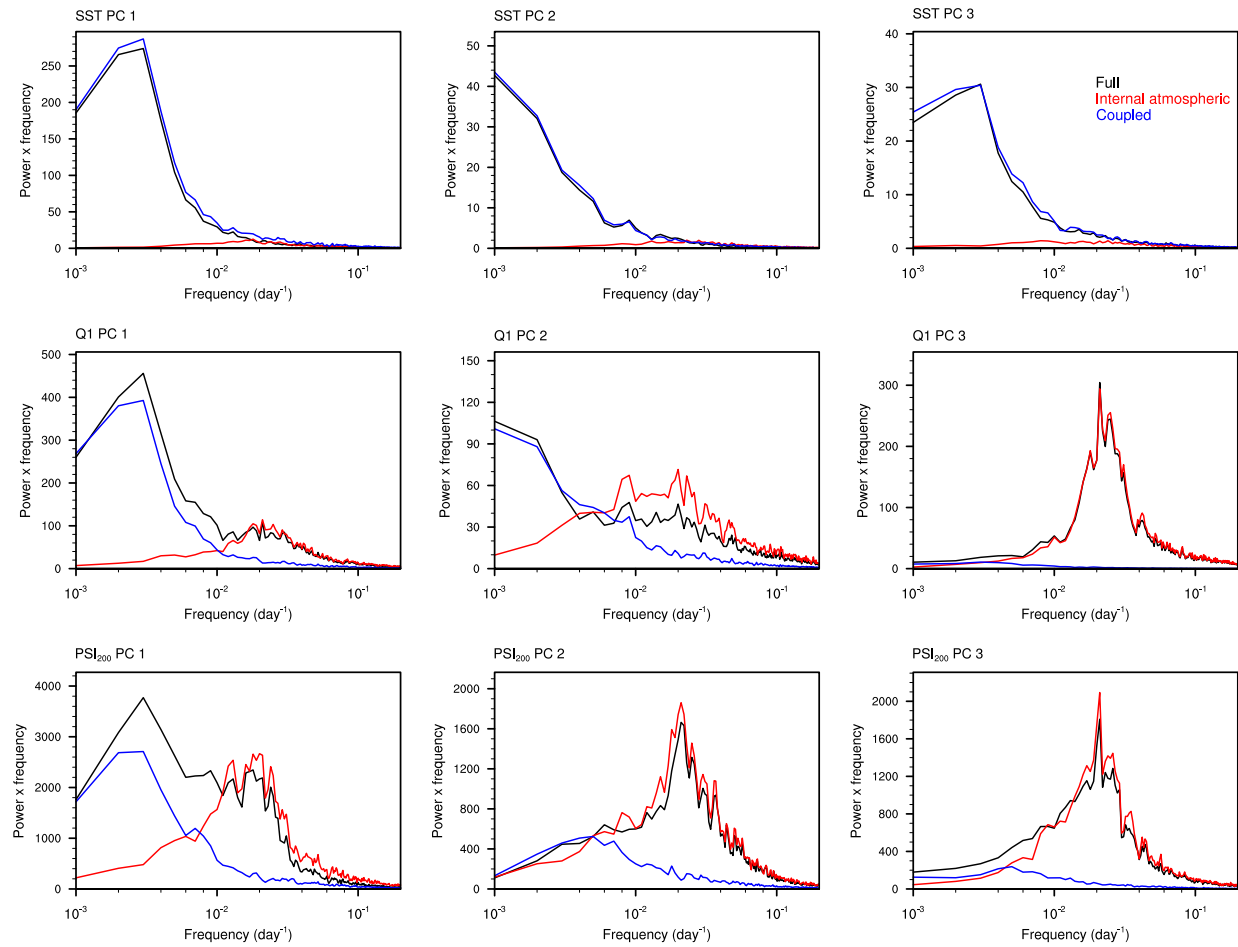 SST PC 1
SST PC 2
SST PC 3
Power x frequency
250
200
150
100
50
0
10⁻³
10⁻²
10⁻¹
Frequency (day⁻¹)
Power x frequency
50
40
30
20
10
0
10⁻³
10⁻²
10⁻¹
Frequency (day⁻¹)
Power x frequency
40
30
20
10
0
10⁻³
10⁻²
10⁻¹
Frequency (day⁻¹)
Full
Internal atmospheric
Coupled
Q1 PC 1
Q1 PC 2
Q1 PC 3
Power x frequency
500
400
300
200
100
0
10⁻³
10⁻²
10⁻¹
Frequency (day⁻¹)
Power x frequency
150
120
90
60
30
0
10⁻³
10⁻²
10⁻¹
Frequency (day⁻¹)
Power x frequency
300
200
100
0
10⁻³
10⁻²
10⁻¹
Frequency (day⁻¹)
PSI₂₀₀ PC 1
PSI₂₀₀ PC 2
PSI₂₀₀ PC 3
Power x frequency
4000
3000
2000
1000
0
10⁻³
10⁻²
10⁻¹
Frequency (day⁻¹)
Power x frequency
2000
1600
1200
800
400
0
10⁻³
10⁻²
10⁻¹
Frequency (day⁻¹)
Power x frequency
2100
1800
1500
1200
900
600
300
0
10⁻³
10⁻²
10⁻¹
Frequency (day⁻¹)